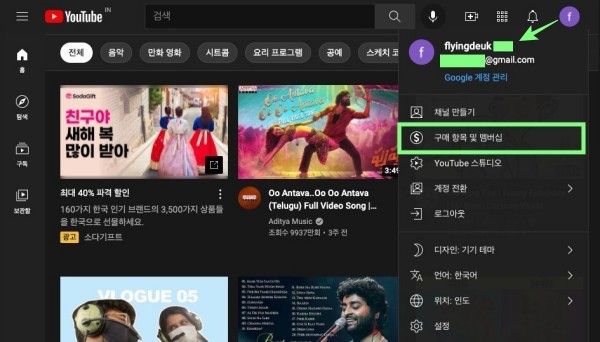 YouTube IN
검색
f
flyingdeuk
@gmail.com
Google 계정 관리
홈
탐색
구독
보관함
전체
음악
만화 영화
시트콤
요리 프로그램
공예
스케치 코
채널 만들기
구매 항목 및 멤버십
YouTube 스튜디오
계정 전환
로그아웃
디자인: 기기 테마
언어: 한국어
위치: 인도
설정
SodaGift
친구야
새해 복
많이 받아
최대 40% 파격 할인
160가지 한국 인기 브랜드의 3,500가지 상품들
을 한국으로 선물하세요.
광고 소다기프트
3:49
Oo Antava..Oo Oo Antava
(Telugu) Full Video Song |...
Aditya Music
조회수 9937만회 • 3주 전
VLOGUE 05